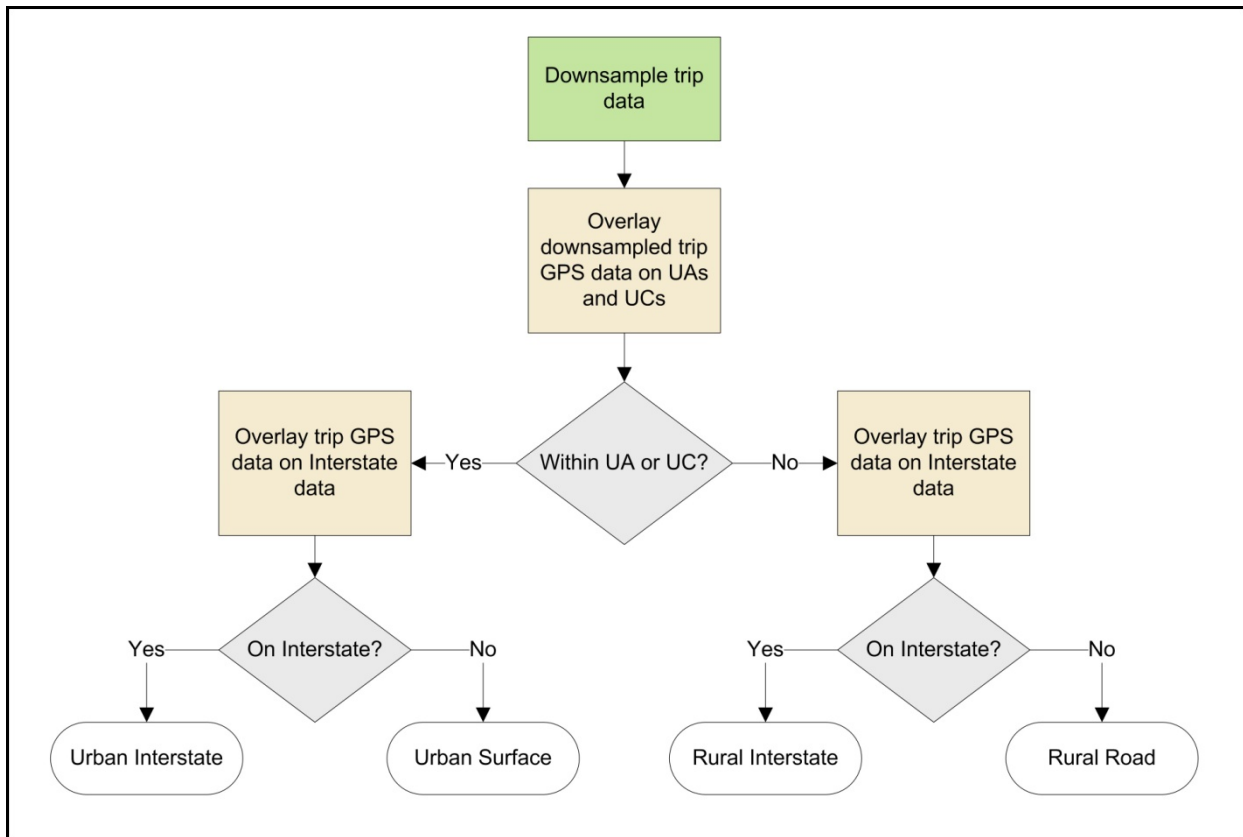 Downsample trip
data
Overlay
downsampled trip
GPS data on UAs
and UCs
Overlay trip GPS
data on Interstate
data
Yes
Within UA or UC?
No
Overlay trip GPS
data on Interstate
data
Yes
On Interstate?
No
Yes
On Interstate?
No
Urban Interstate
Urban Surface
Rural Interstate
Rural Road